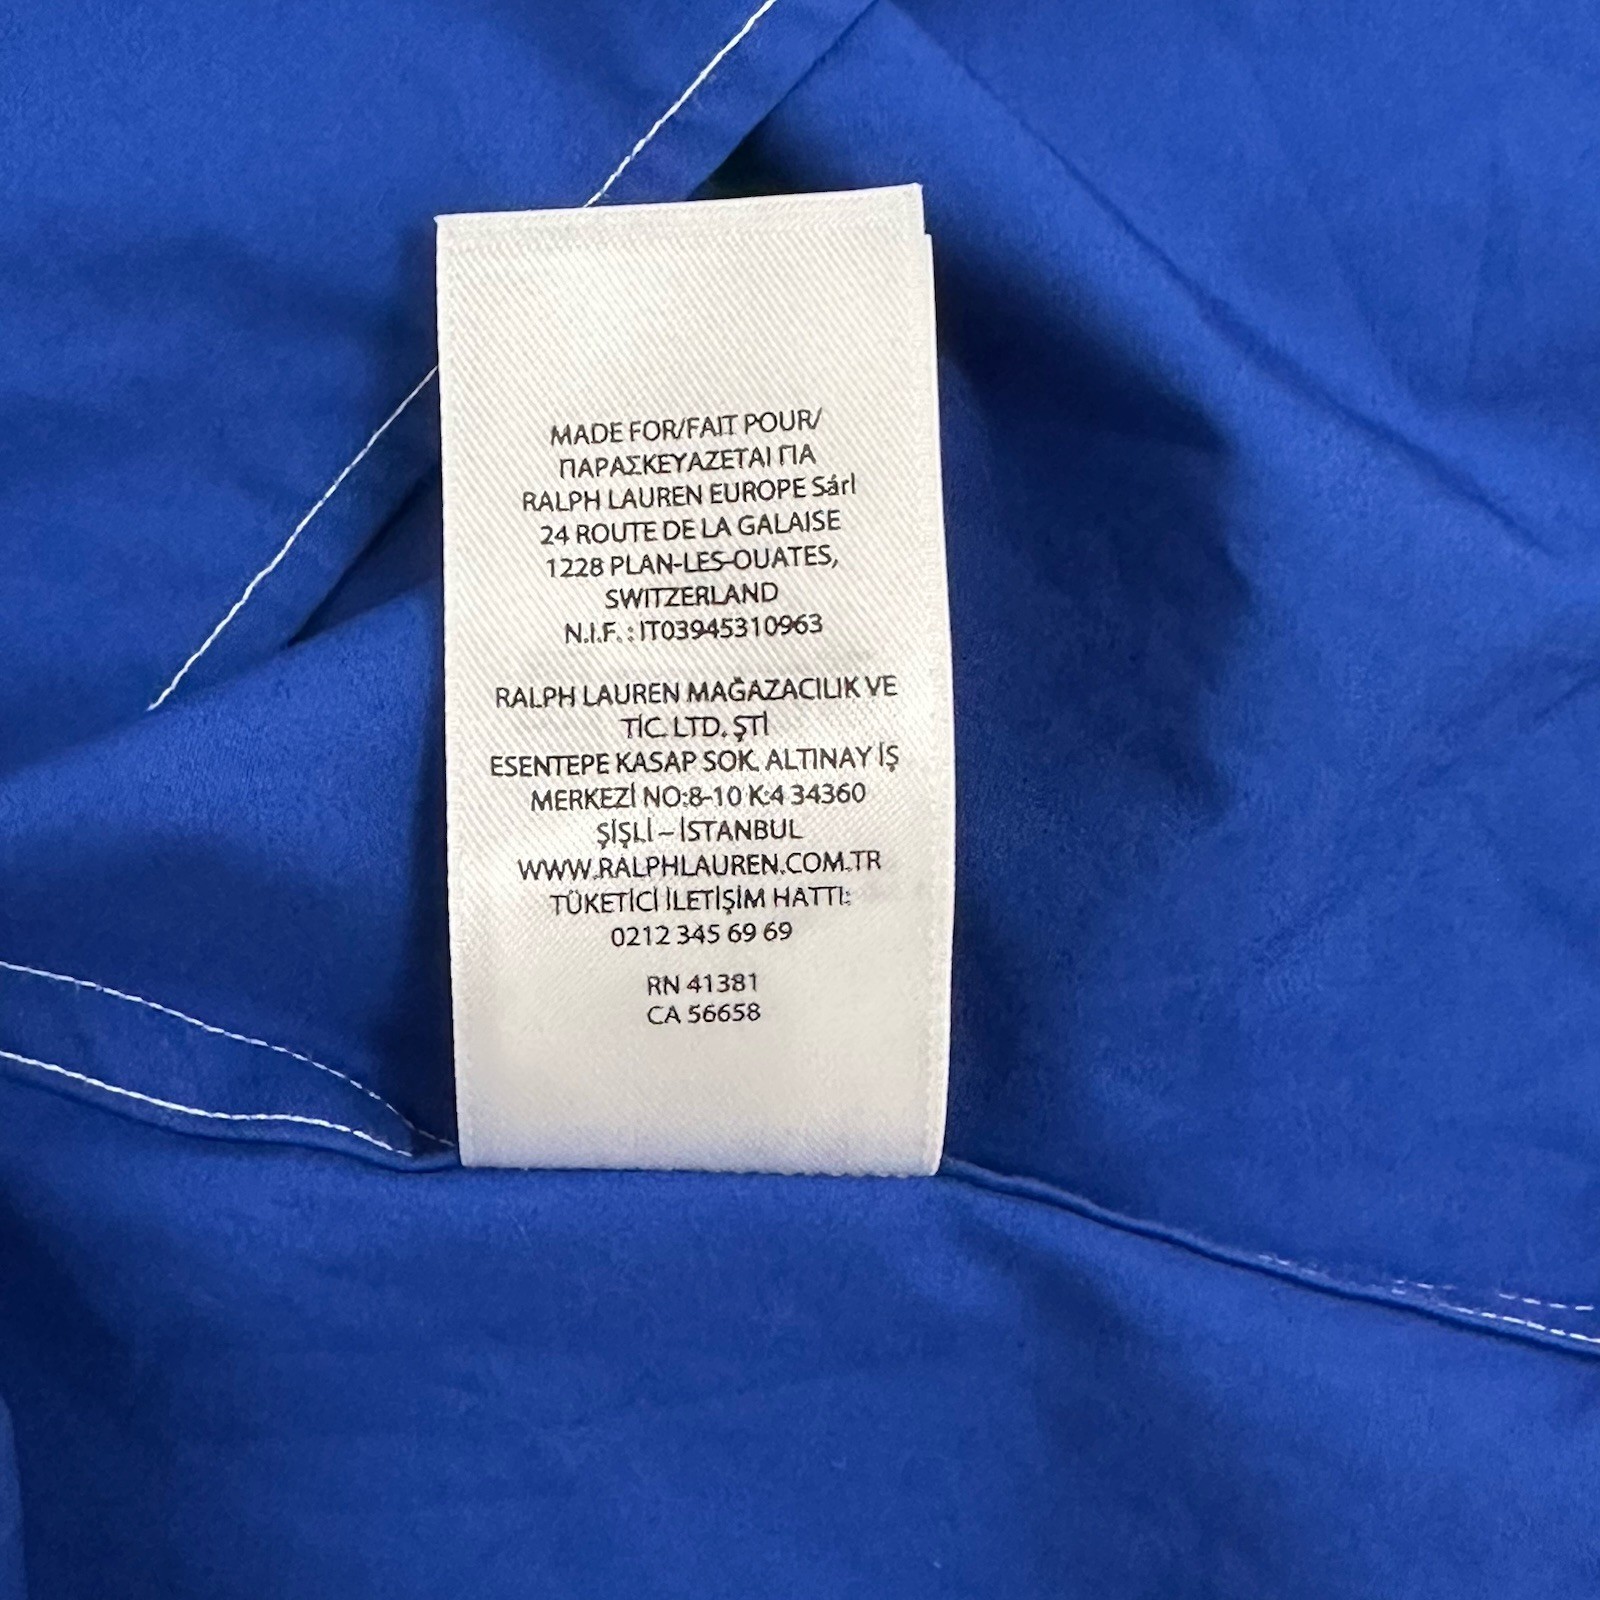 MADE FOR/FAIT POUR/
ΠΑΡΑΣΚΕΥΑΖΕΤΑΙ ΓΙΑ
RALPH LAUREN EUROPE Sárl
24 ROUTE DE LA GALAISE
1228 PLAN-LES-OUATES,
SWITZERLAND
N.I.F. : IT03945310963
RALPH LAUREN MAĞAZACILIK VE
TİC. LTD. ŞTİ
ESENTEPE KASAP SOK. ALTINAY İŞ
MERKEZİ NO:8-10 K:4 34360
ŞİŞLİ – İSTANBUL
WWW.RALPHLAUREN.COM.TR
TÜKETİCİ İLETİŞİM HATTI:
0212 345 69 69
RN 41381
CA 56658